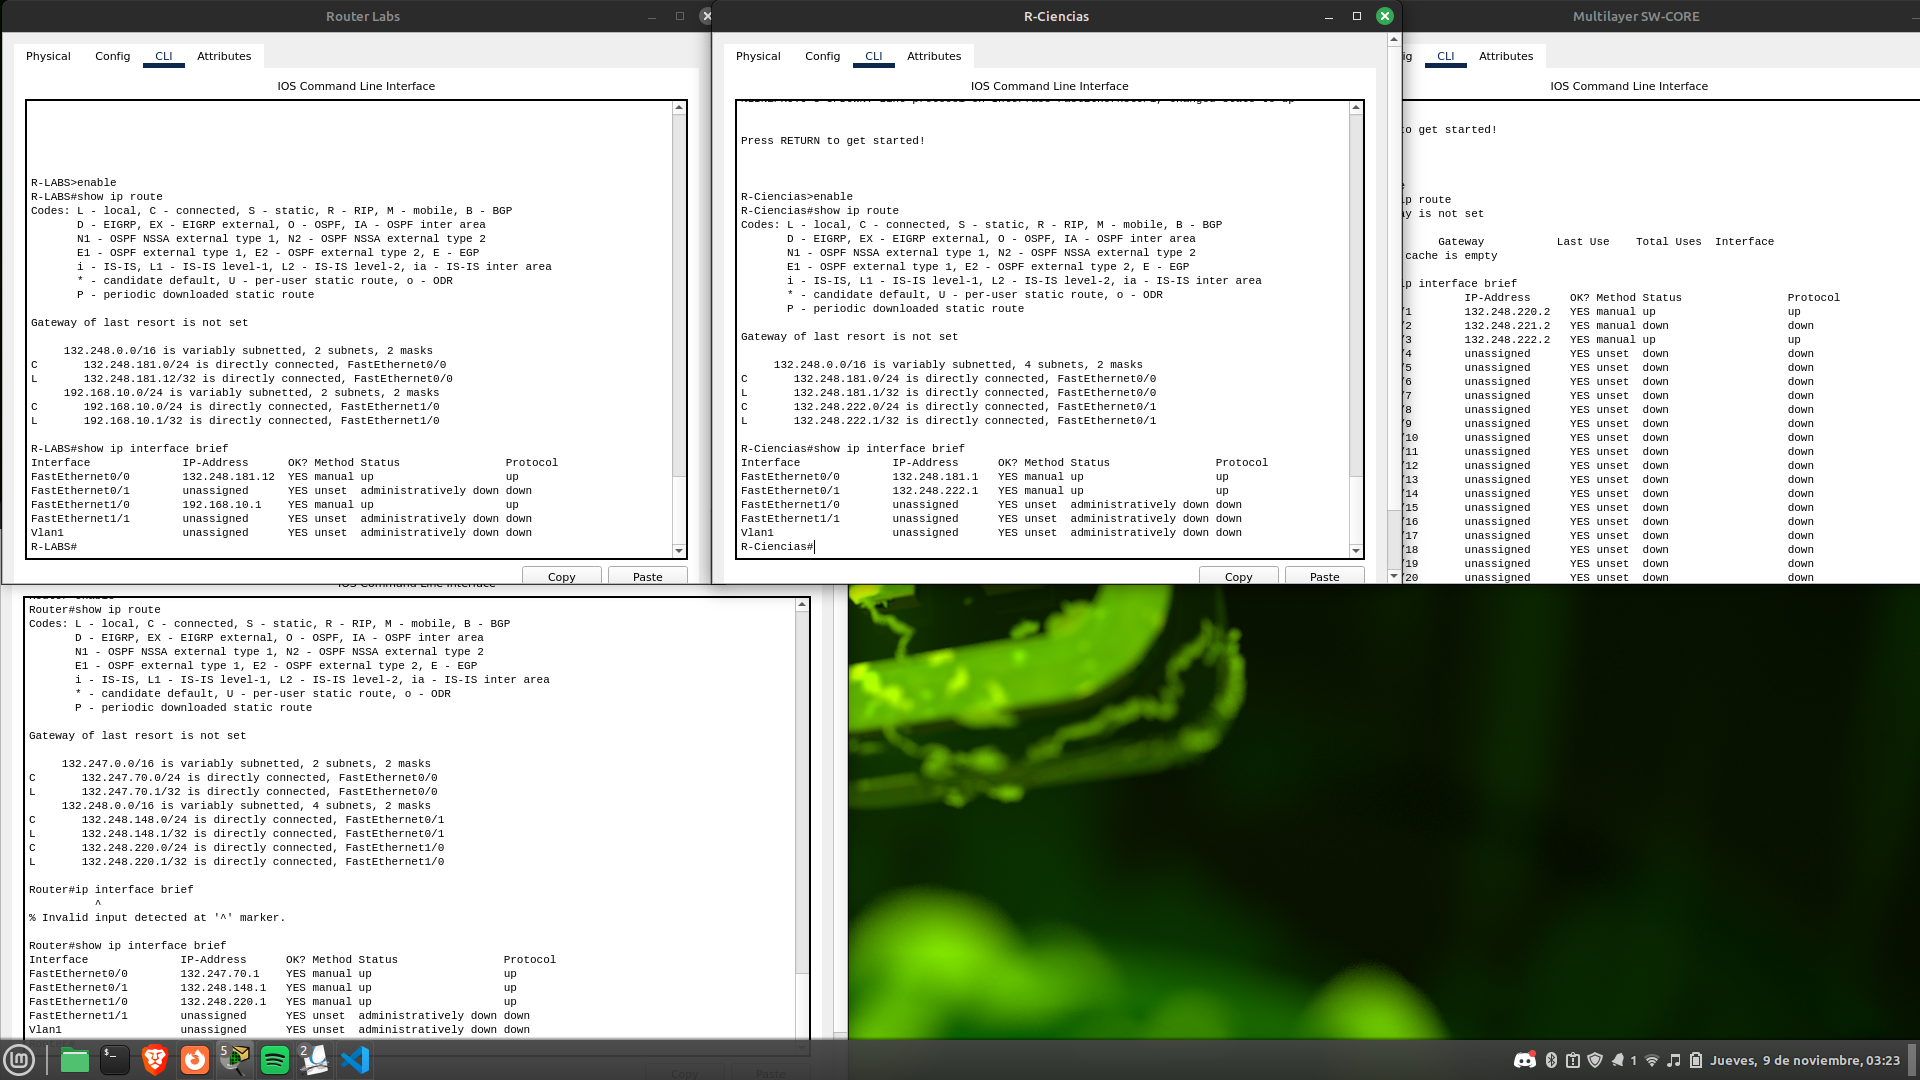 Router Labs
Physical Config CLI Attributes
IOS Command Line Interface
R-LABS>enable
R-LABS#show ip route
Codes: L - local, C - connected, S - static, R - RIP, M - mobile, B - BGP
D - EIGRP, EX - EIGRP external, O - OSPF, IA - OSPF inter area
N1 - OSPF NSSA external type 1, N2 - OSPF NSSA external type 2
E1 - OSPF external type 1, E2 - OSPF external type 2, E - EGP
i - IS-IS, L1 - IS-IS level-1, L2 - IS-IS level-2, ia - IS-IS inter area
* - candidate default, U - per-user static route, o - ODR
P - periodic downloaded static route
Gateway of last resort is not set
132.248.0.0/16 is variably subnetted, 2 subnets, 2 masks
C 132.248.181.0/24 is directly connected, FastEthernet0/0
L 132.248.181.12/32 is directly connected, FastEthernet0/0
192.168.10.0/24 is variably subnetted, 2 subnets, 2 masks
C 192.168.10.0/24 is directly connected, FastEthernet1/0
L 192.168.10.1/32 is directly connected, FastEthernet1/0
R-LABS#show ip interface brief
Interface IP-Address OK? Method Status Protocol
FastEthernet0/0 132.248.181.12 YES manual up up
FastEthernet0/1 unassigned YES unset administratively down down
FastEthernet1/0 192.168.10.1 YES manual up up
FastEthernet1/1 unassigned YES unset administratively down down
Vlan1 unassigned YES unset administratively down down
R-LABS#
Copy Paste
R-Ciencias
Physical Config CLI Attributes
IOS Command Line Interface
Press RETURN to get started!
R-Ciencias>enable
R-Ciencias#show ip route
Codes: L - local, C - connected, S - static, R - RIP, M - mobile, B - BGP
D - EIGRP, EX - EIGRP external, O - OSPF, IA - OSPF inter area
N1 - OSPF NSSA external type 1, N2 - OSPF NSSA external type 2
E1 - OSPF external type 1, E2 - OSPF external type 2, E - EGP
i - IS-IS, L1 - IS-IS level-1, L2 - IS-IS level-2, ia - IS-IS inter area
* - candidate default, U - per-user static route, o - ODR
P - periodic downloaded static route
Gateway of last resort is not set
132.248.0.0/16 is variably subnetted, 4 subnets, 2 masks
C 132.248.181.0/24 is directly connected, FastEthernet0/0
L 132.248.181.1/32 is directly connected, FastEthernet0/0
C 132.248.222.0/24 is directly connected, FastEthernet0/1
L 132.248.222.1/32 is directly connected, FastEthernet0/1
R-Ciencias#show ip interface brief
Interface IP-Address OK? Method Status Protocol
FastEthernet0/0 132.248.181.1 YES manual up up
FastEthernet0/1 132.248.222.1 YES manual up up
FastEthernet1/0 unassigned YES unset administratively down down
FastEthernet1/1 unassigned YES unset administratively down down
Vlan1 unassigned YES unset administratively down down
R-Ciencias#
Copy Paste
Multilayer SW-CORE
ig CLI Attributes
IOS Command Line Interface
to get started!
ip route
ay is not set
Gateway Last Use Total Uses Interface
cache is empty
ip interface brief
IP-Address OK? Method Status Protocol
/1 132.248.220.2 YES manual up up
/2 132.248.221.2 YES manual down down
/3 132.248.222.2 YES manual up up
/4 unassigned YES unset down down
/5 unassigned YES unset down down
/6 unassigned YES unset down down
/7 unassigned YES unset down down
/8 unassigned YES unset down down
/9 unassigned YES unset down down
/10 unassigned YES unset down down
/11 unassigned YES unset down down
/12 unassigned YES unset down down
/13 unassigned YES unset down down
/14 unassigned YES unset down down
/15 unassigned YES unset down down
/16 unassigned YES unset down down
/17 unassigned YES unset down down
/18 unassigned YES unset down down
/19 unassigned YES unset down down
/20 unassigned YES unset down down
IOS Command Line Interface
Router#show ip route
Codes: L - local, C - connected, S - static, R - RIP, M - mobile, B - BGP
D - EIGRP, EX - EIGRP external, O - OSPF, IA - OSPF inter area
N1 - OSPF NSSA external type 1, N2 - OSPF NSSA external type 2
E1 - OSPF external type 1, E2 - OSPF external type 2, E - EGP
i - IS-IS, L1 - IS-IS level-1, L2 - IS-IS level-2, ia - IS-IS inter area
* - candidate default, U - per-user static route, o - ODR
P - periodic downloaded static route
Gateway of last resort is not set
132.247.0.0/16 is variably subnetted, 2 subnets, 2 masks
C 132.247.70.0/24 is directly connected, FastEthernet0/0
L 132.247.70.1/32 is directly connected, FastEthernet0/0
132.248.0.0/16 is variably subnetted, 4 subnets, 2 masks
C 132.248.148.0/24 is directly connected, FastEthernet0/1
L 132.248.148.1/32 is directly connected, FastEthernet0/1
C 132.248.220.0/24 is directly connected, FastEthernet1/0
L 132.248.220.1/32 is directly connected, FastEthernet1/0
Router#ip interface brief
^
% Invalid input detected at '^' marker.
Router#show ip interface brief
Interface IP-Address OK? Method Status Protocol
FastEthernet0/0 132.247.70.1 YES manual up up
FastEthernet0/1 132.248.148.1 YES manual up up
FastEthernet1/0 132.248.220.1 YES manual up up
FastEthernet1/1 unassigned YES unset administratively down down
Vlan1 unassigned YES unset administratively down down
Copy Paste
5
2
1
Jueves, 9 de noviembre, 03:23